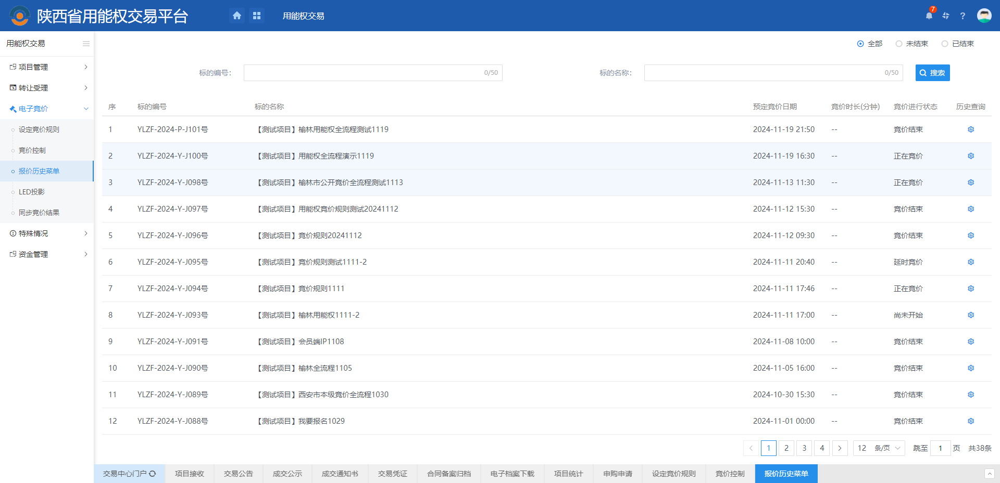 陕西省用能权交易平台
用能权交易
7
用能权交易
项目管理
转让受理
电子竞价
设定竞价规则
竞价控制
报价历史菜单
LED投影
同步竞价结果
特殊情况
资金管理
全部 未结束 已结束
标的编号： 0/50 标的名称： 0/50 搜索
序 标的编号 标的名称 预定竞价日期 竞价时长(分钟) 竞价进行状态 历史查询
1 YLZF-2024-P-J101号 【测试项目】榆林用能权全流程测试1119 2024-11-19 21:50 -- 竞价结束
2 YLZF-2024-Y-J100号 【测试项目】用能权全流程演示1119 2024-11-19 16:30 -- 正在竞价
3 YLZF-2024-Y-J098号 【测试项目】榆林市公开竞价全流程测试1113 2024-11-13 11:30 -- 正在竞价
4 YLZF-2024-Y-J097号 【测试项目】用能权竞价规则测试20241112 2024-11-12 15:30 -- 竞价结束
5 YLZF-2024-Y-J096号 【测试项目】竞价规则20241112 2024-11-12 09:30 -- 竞价结束
6 YLZF-2024-Y-J095号 【测试项目】竞价规则测试1111-2 2024-11-11 20:40 -- 延时竞价
7 YLZF-2024-Y-J094号 【测试项目】竞价规则1111 2024-11-11 17:46 -- 正在竞价
8 YLZF-2024-Y-J093号 【测试项目】榆林用能权1111-2 2024-11-11 17:00 -- 尚未开始
9 YLZF-2024-Y-J091号 【测试项目】会员端IP1108 2024-11-08 10:00 -- 竞价结束
10 YLZF-2024-Y-J090号 【测试项目】榆林全流程1105 2024-11-05 16:00 -- 竞价结束
11 YLZF-2024-Y-J089号 【测试项目】西安市本级竞价全流程1030 2024-10-30 15:30 -- 竞价结束
12 YLZF-2024-Y-J088号 【测试项目】我要报名1029 2024-11-01 00:00 -- 竞价结束
1 2 3 4 12 条/页 跳至 1 页 共38条
交易中心门户 项目接收 交易公告 成交公示 成交通知书 交易凭证 合同备案归档 电子档案下载 项目统计 申购申请 设定竞价规则 竞价控制 报价历史菜单